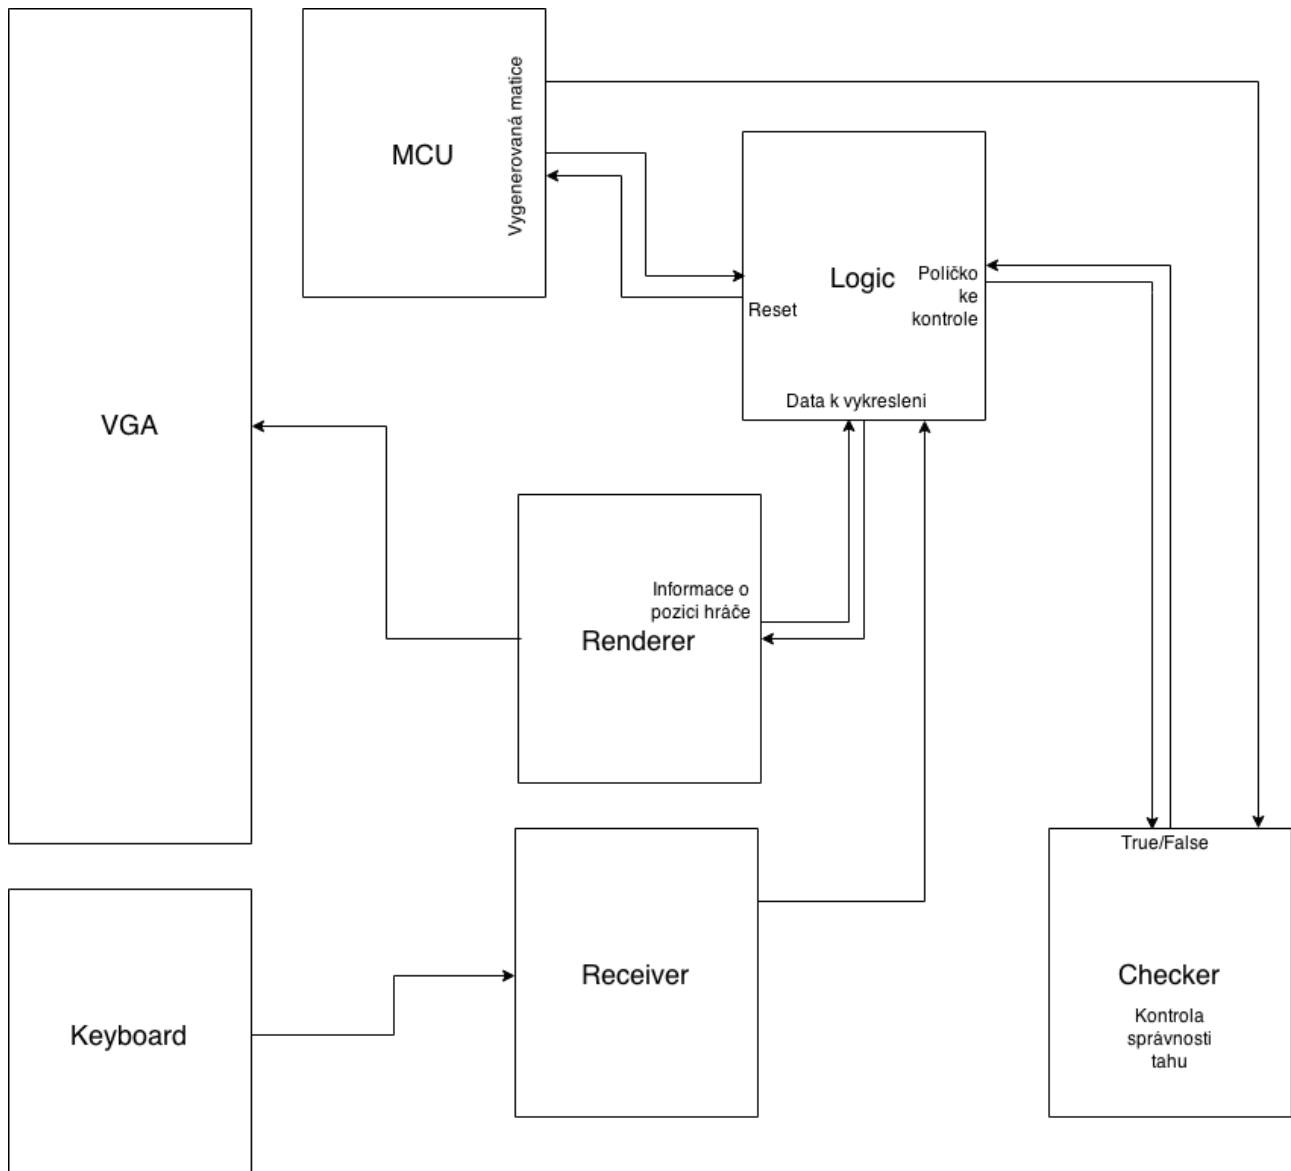 Vygenerovaná matice
MCU
Logic
Políčko
ke
kontrole
Reset
Data k vykresleni
VGA
Informace o
pozici hráče
Renderer
True/False
Receiver
Checker
Kontrola
správnosti
tahu
Keyboard